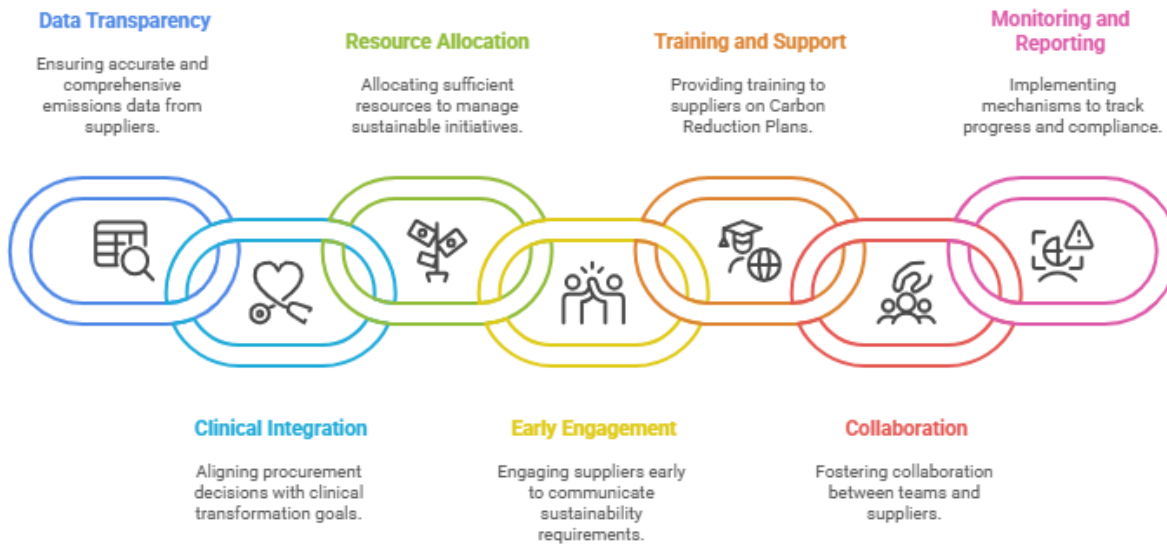 Data Transparency
Ensuring accurate and
comprehensive
emissions data from
suppliers.
Clinical Integration
Aligning procurement
decisions with clinical
transformation goals.
Resource Allocation
Allocating sufficient
resources to manage
sustainable initiatives.
Early Engagement
Engaging suppliers early
to communicate
sustainability
requirements.
Training and Support
Providing training to
suppliers on Carbon
Reduction Plans.
Collaboration
Fostering collaboration
between teams and
suppliers.
Monitoring and
Reporting
Implementing
mechanisms to track
progress and compliance.